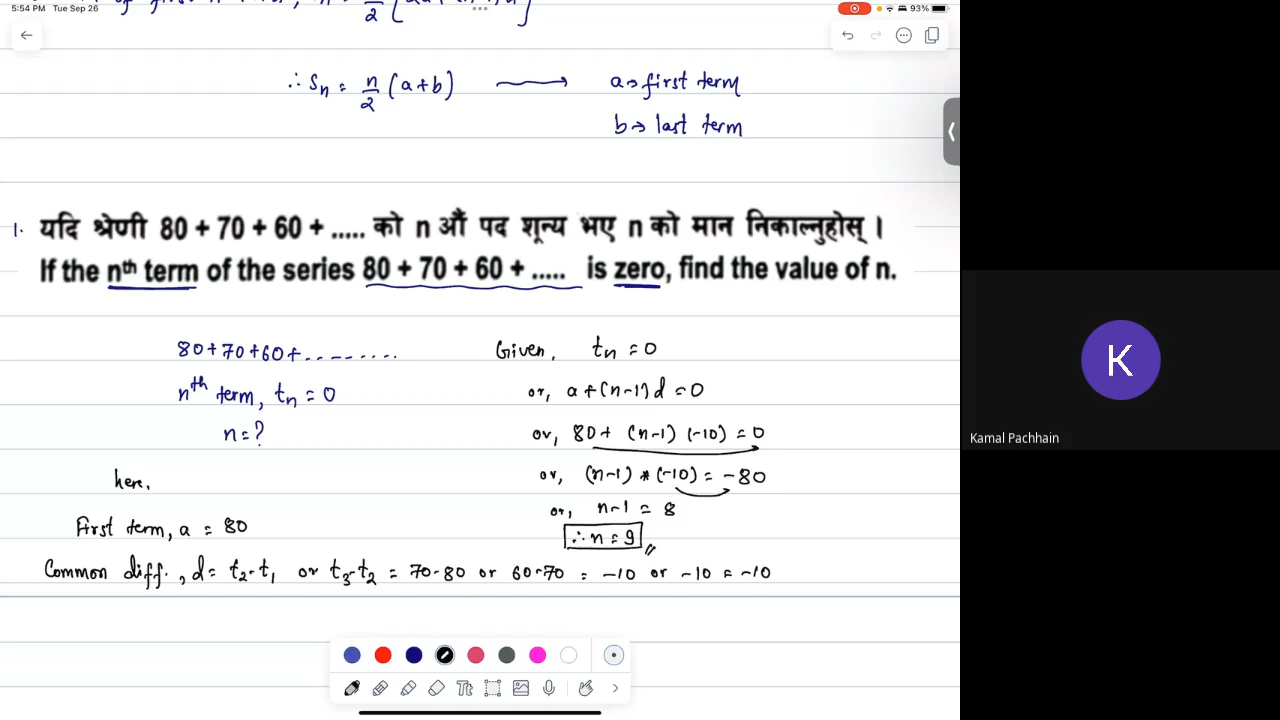 5:54 PM Tue Sep 26
93%
∴ Sn = n/2 (a+b) → a→ first term
b→ last term
1. यदि श्रेणी 80 + 70 + 60 + ..... को n औं पद शून्य भए n को मान निकाल्नुहोस् ।
If the nth term of the series 80 + 70 + 60 + ..... is zero, find the value of n.
80+70+60+.........
nth term, tn = 0
n = ?
here,
First term, a = 80
Given, tn = 0
or, a+(n-1)d = 0
or, 80+ (n-1) (-10) = 0
or, (n-1) * (-10) = -80
or, n-1 = 8
∴ n = 9
Common diff., d = t2-t1 or t3-t2 = 70-80 or 60-70 = -10 or -10 = -10
K
Kamal Pachhain
Tt